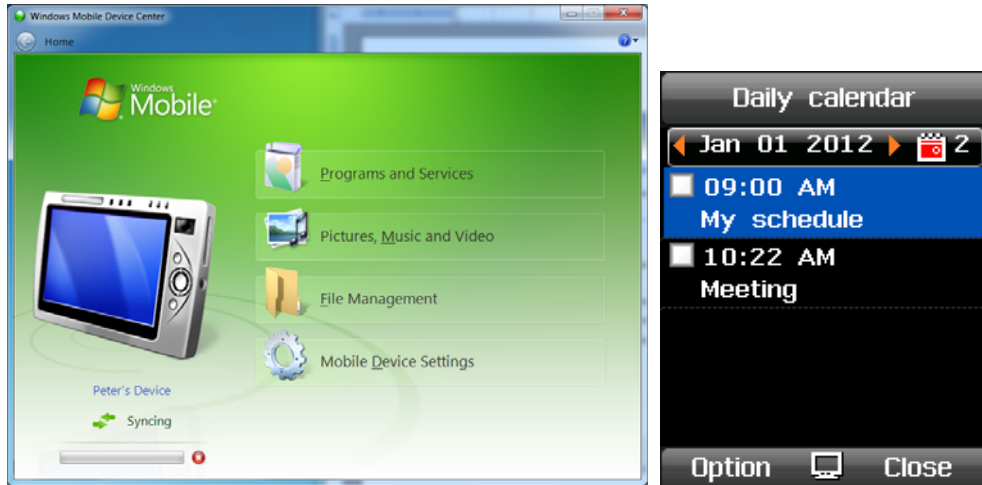 Windows Mobile Device Center
Home
Windows
Mobile
Programs and Services
Pictures, Music and Video
File Management
Mobile Device Settings
Peter's Device
Syncing
Daily calendar
Jan 01 2012 2
09:00 AM
My schedule
10:22 AM
Meeting
Option Close